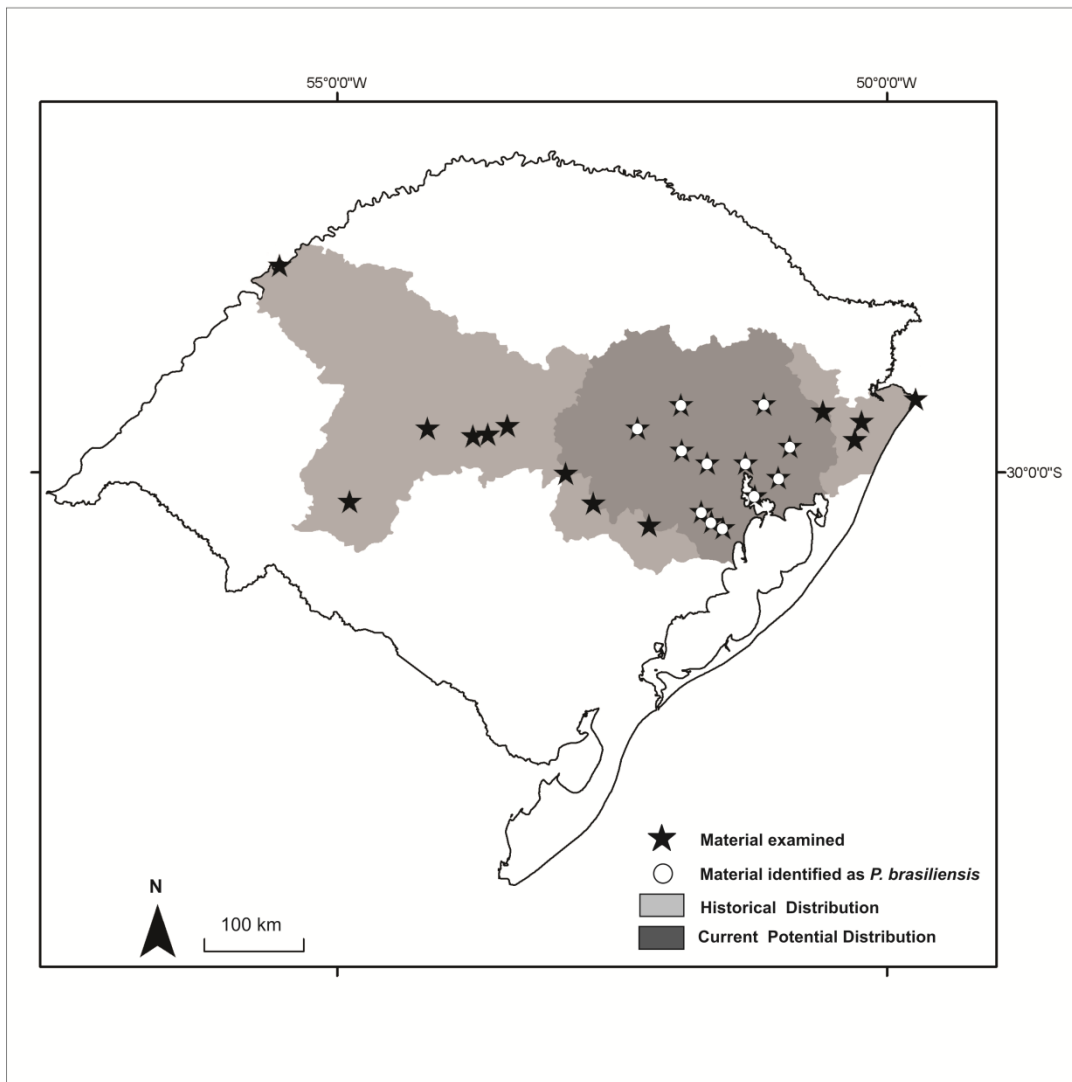 55°0'0"W 50°0'0"W
30°0'0"S
Material examined
Material identified as P. brasiliensis
Historical Distribution
Current Potential Distribution
N
100 km